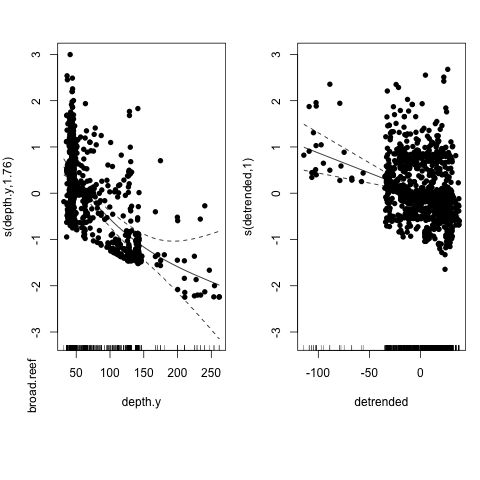 s(depth.y,1.76)
3
2
1
0
-1
-2
-3
50 100 150 200 250
depth.y
broad.reef
s(detrended,1)
3
2
1
0
-1
-2
-3
-100 -50 0
detrended